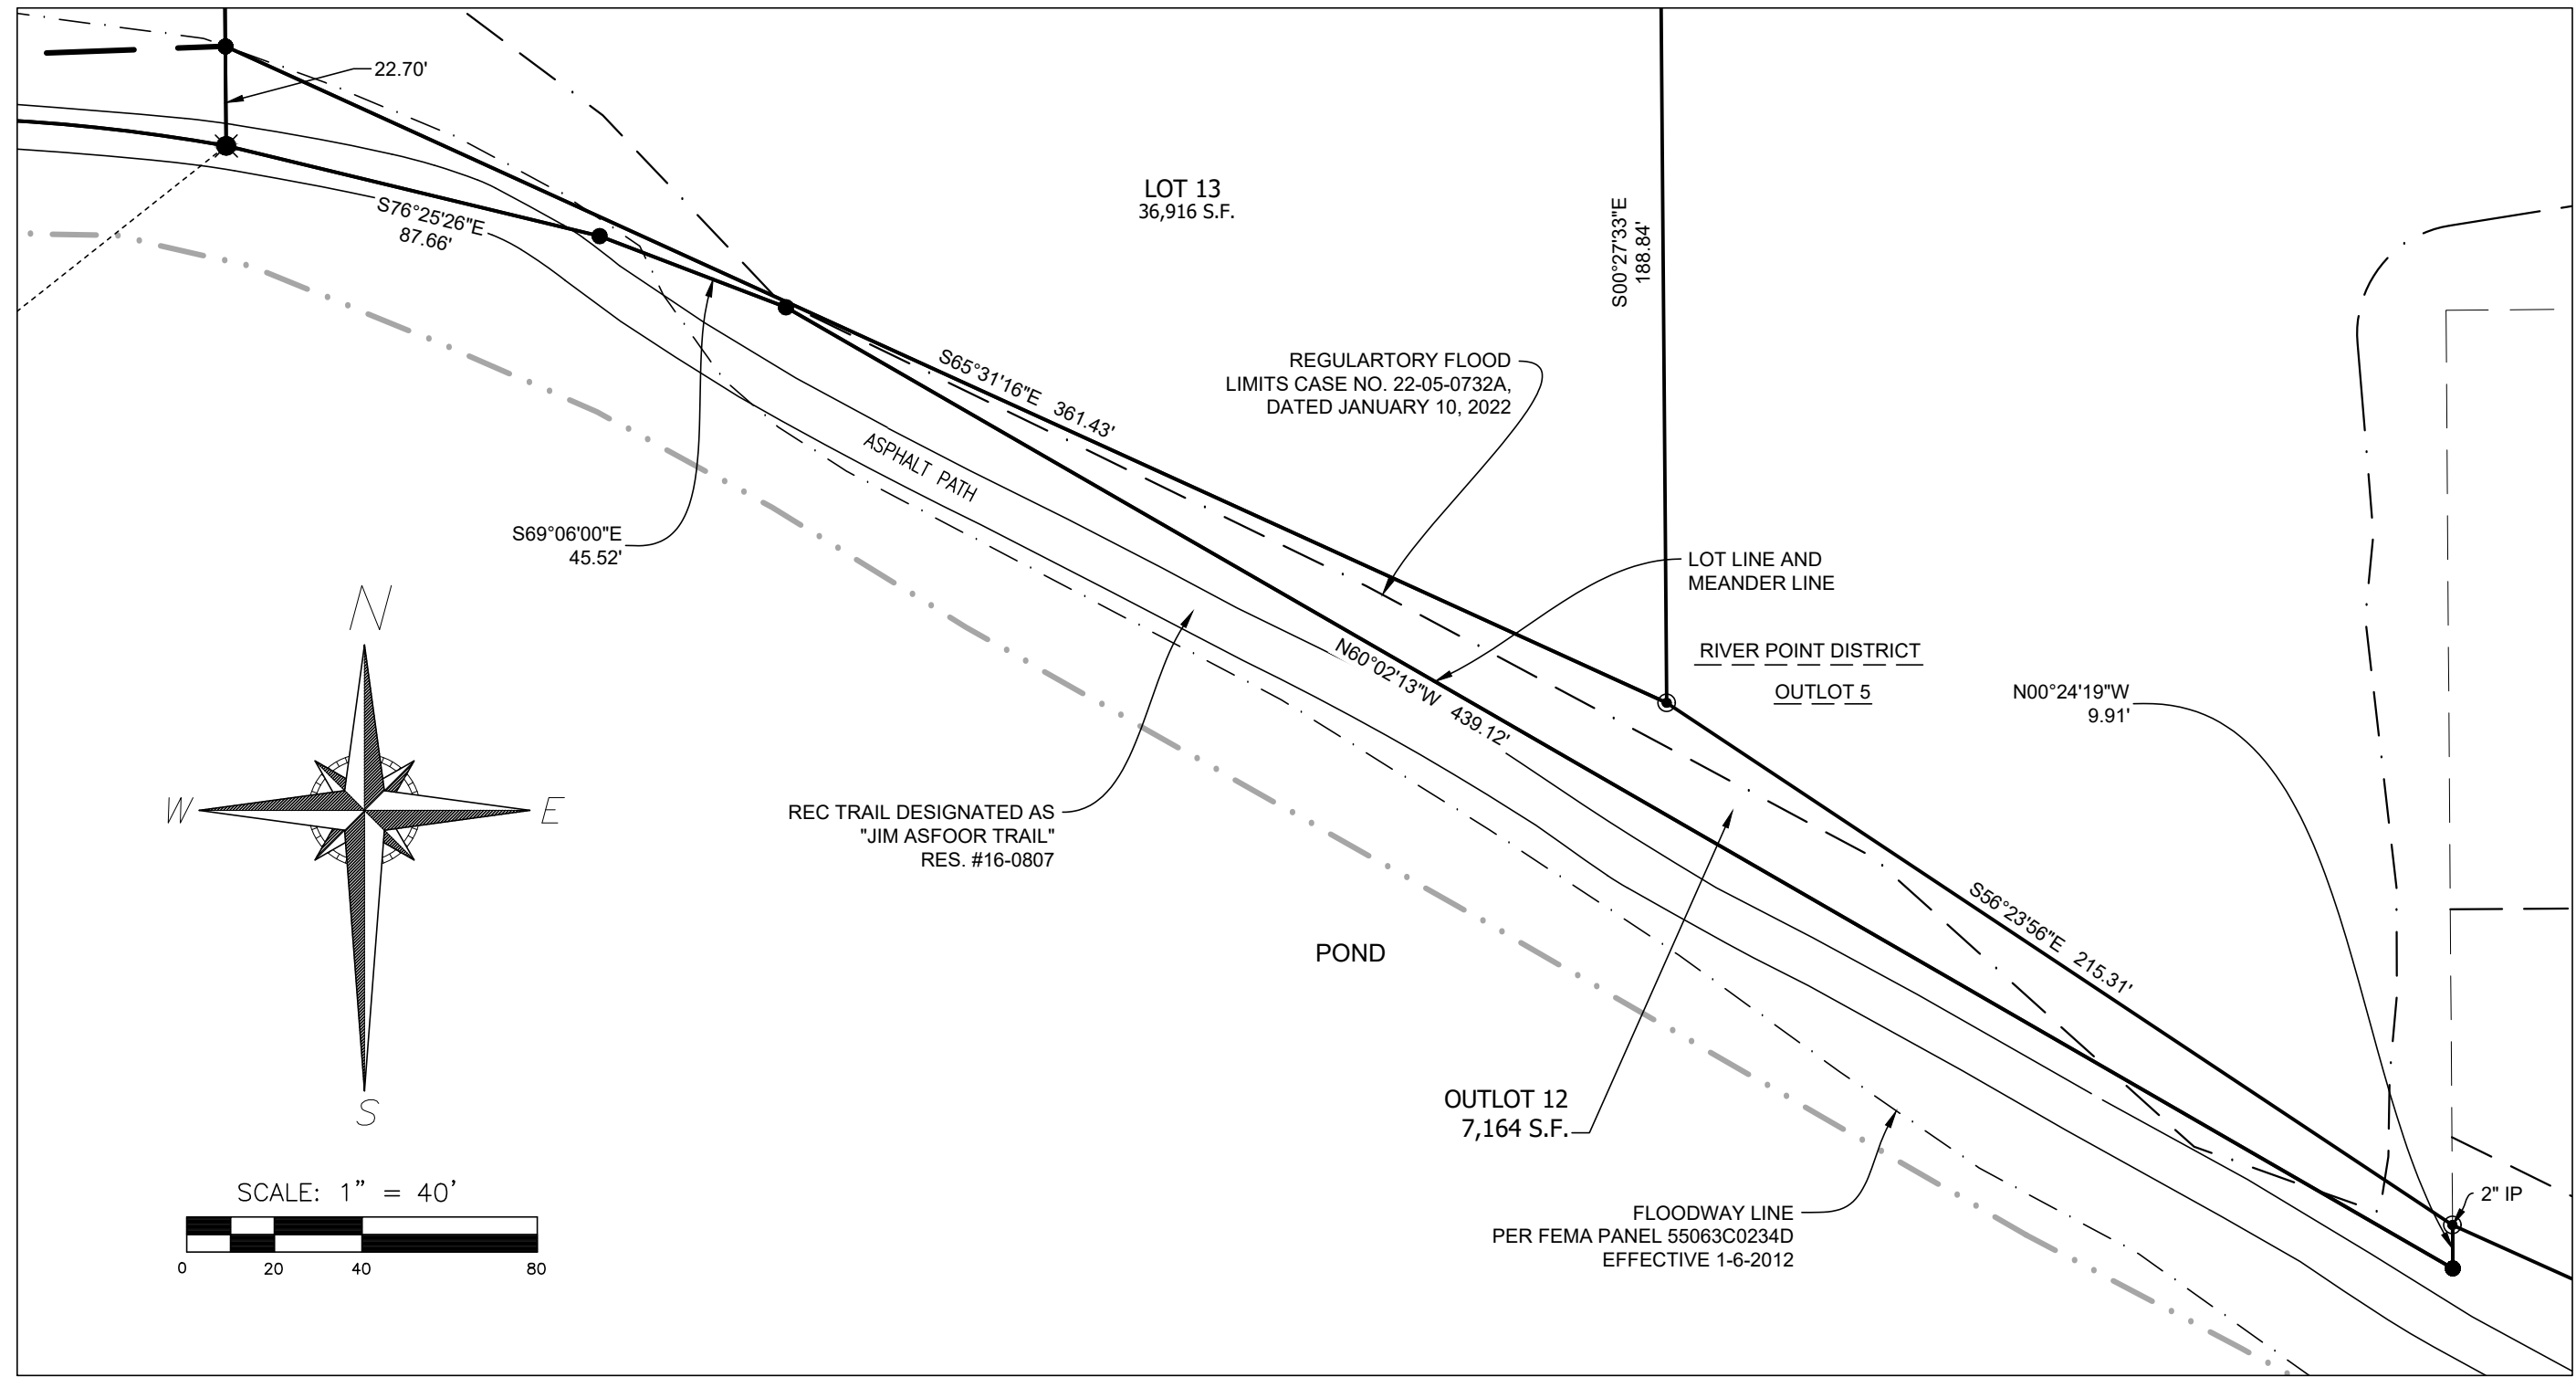 22.70'
LOT 13
36,916 S.F.
S76°25'26"E
87.66'
S00°27'33"E
188.84'
REGULARTORY FLOOD
LIMITS CASE NO. 22-05-0732A,
DATED JANUARY 10, 2022
S65°31'16"E 361.43'
ASPHALT PATH
S69°06'00"E
45.52'
LOT LINE AND
MEANDER LINE
N60°02'13"W 439.12'
RIVER POINT DISTRICT
OUTLOT 5
N00°24'19"W
9.91'
N
W
E
S
REC TRAIL DESIGNATED AS
"JIM ASFOOR TRAIL"
RES. #16-0807
POND
S56°23'56"E 215.31'
OUTLOT 12
7,164 S.F.
FLOODWAY LINE
PER FEMA PANEL 55063C0234D
EFFECTIVE 1-6-2012
2" IP
SCALE: 1” = 40’
0 20 40 80